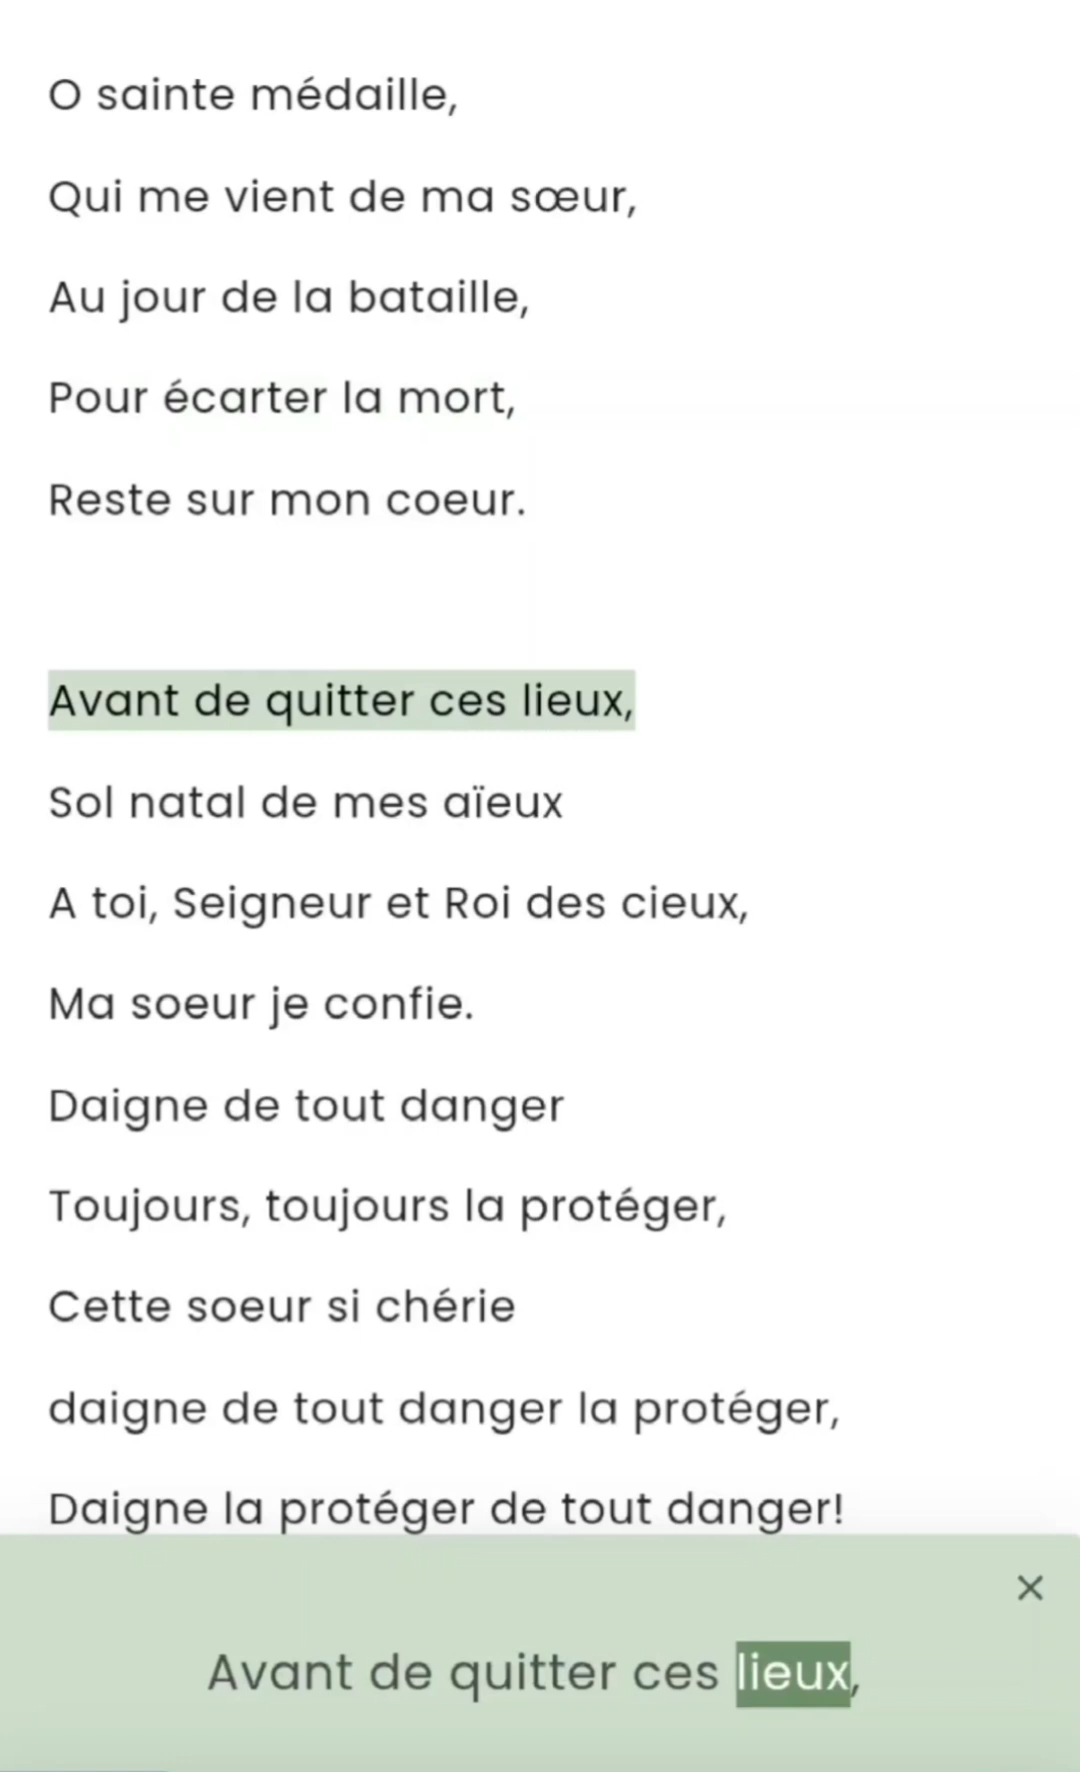 O sainte médaille,
Qui me vient de ma sœur,
Au jour de la bataille,
Pour écarter la mort,
Reste sur mon coeur.
Avant de quitter ces lieux,
Sol natal de mes aïeux
A toi, Seigneur et Roi des cieux,
Ma soeur je confie.
Daigne de tout danger
Toujours, toujours la protéger,
Cette soeur si chérie
daigne de tout danger la protéger,
Daigne la protéger de tout danger!
Avant de quitter ces lieux,